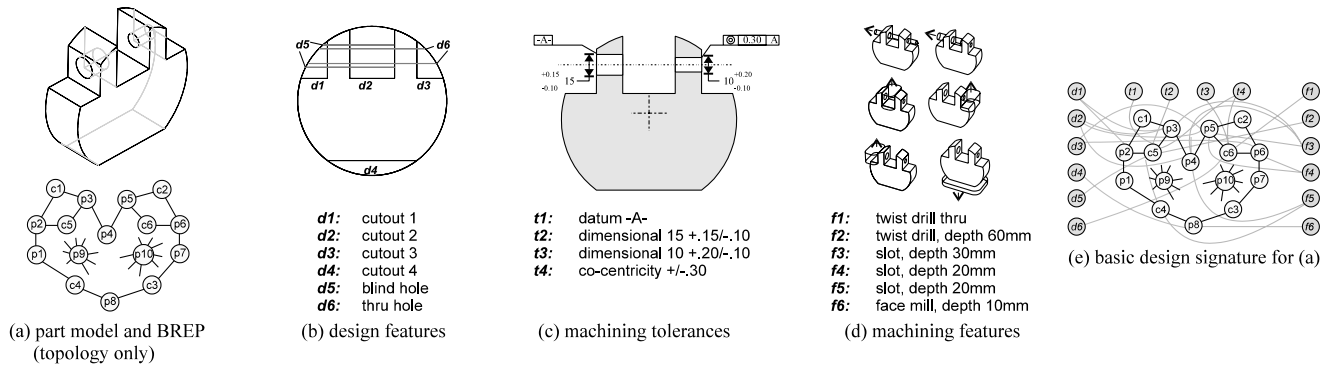 c1
c2
p3
p5
p2
c5
p4
c6
p6
p1
p9
p10
p7
c4
c3
p8
(a) part model and BREP
(topology only)
d5
d6
d1
d2
d3
d4
d1: cutout 1
d2: cutout 2
d3: cutout 3
d4: cutout 4
d5: blind hole
d6: thru hole
(b) design features
-A-
0.30 A
+0.15
15
-0.10
+0.20
10
-0.10
t1: datum -A-
t2: dimensional 15 +.15/-.10
t3: dimensional 10 +.20/-.10
t4: co-centricity +/-.30
(c) machining tolerances
f1: twist drill thru
f2: twist drill, depth 60mm
f3: slot, depth 30mm
f4: slot, depth 20mm
f5: slot, depth 20mm
f6: face mill, depth 10mm
(d) machining features
d1
t1
t2
t3
t4
f1
d2
c1
p3
p5
c2
f2
d3
p2
c5
p4
c6
p6
f3
d4
p1
p9
p10
p7
f4
d5
c4
c3
f5
d6
p8
f6
(e) basic design signature for (a)